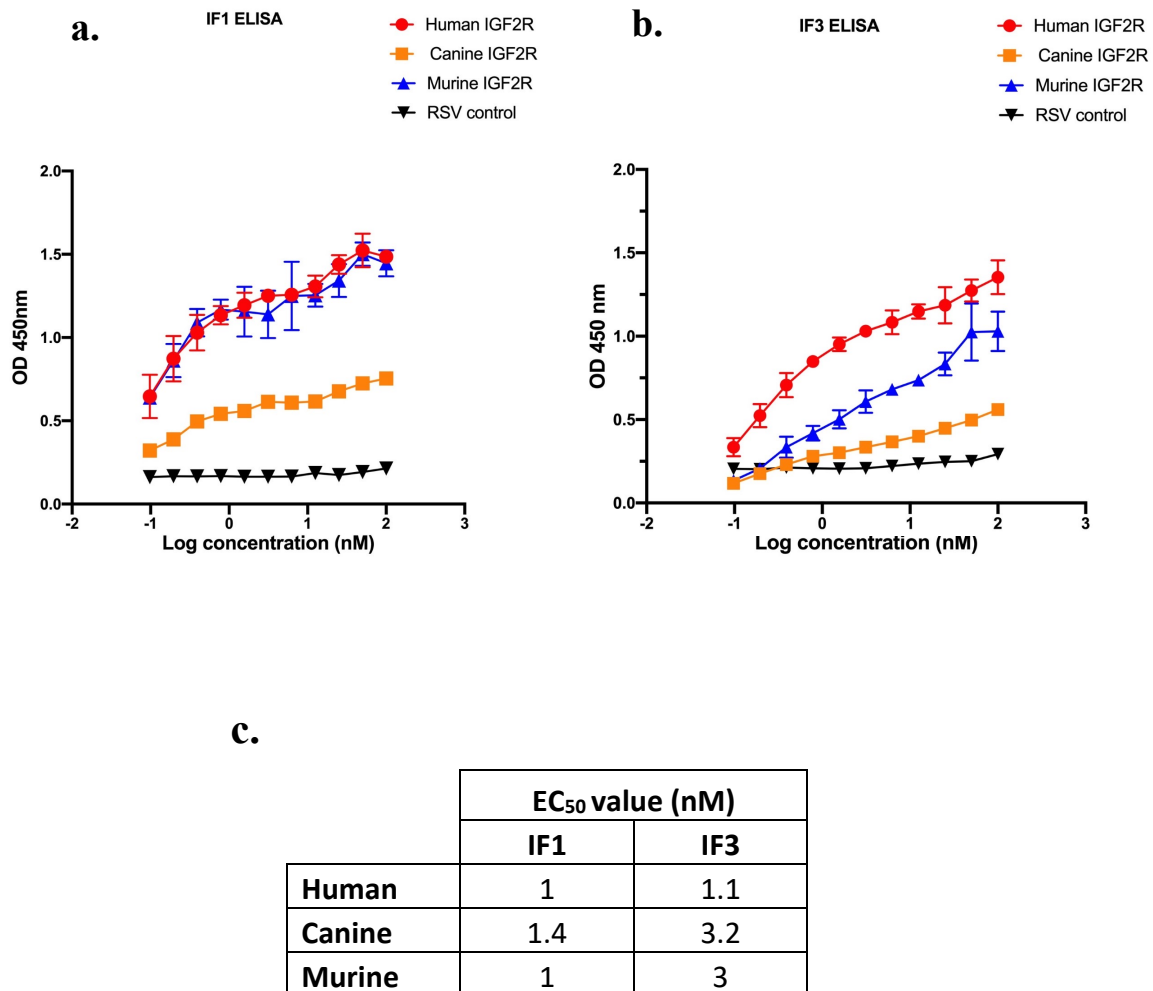 a.
IF1 ELISA
Human IGF2R
Canine IGF2R
Murine IGF2R
RSV control
OD 450nm
2.0
1.5
1.0
0.5
0.0
-2 -1 0 1 2 3
Log concentration (nM)
b.
IF3 ELISA
Human IGF2R
Canine IGF2R
Murine IGF2R
RSV control
OD 450 nm
2.0
1.5
1.0
0.5
0.0
-2 -1 0 1 2 3
Log concentration (nM)
c.
EC₅₀ value (nM)
IF1 IF3
Human 1 1.1
Canine 1.4 3.2
Murine 1 3